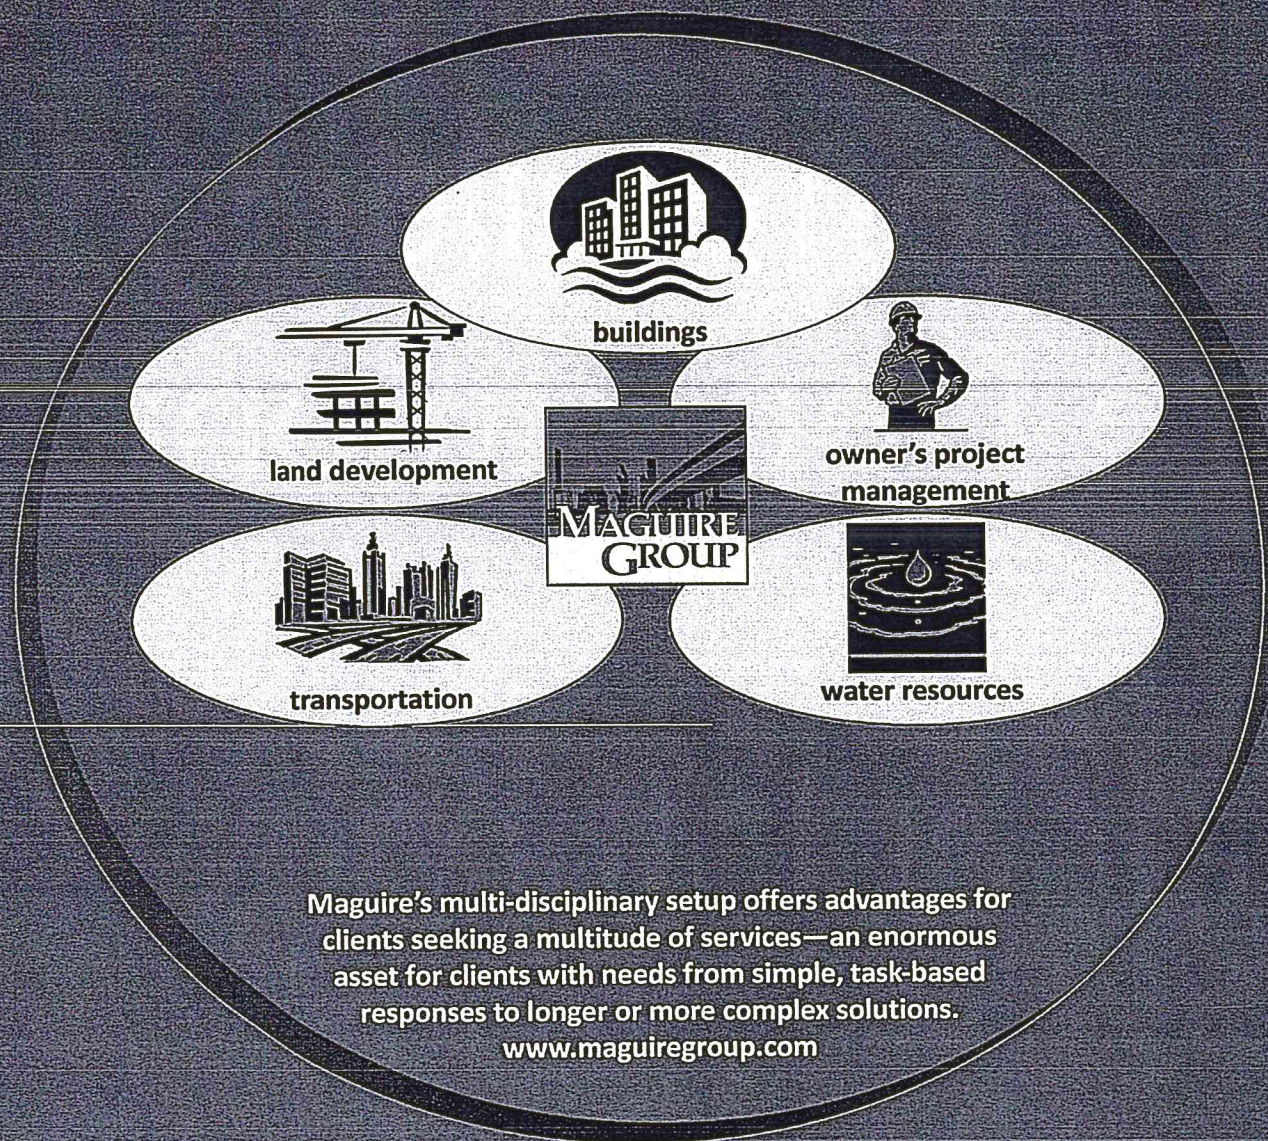 buildings
land development
owner's project
management
MAGUIRE
GROUP
transportation
water resources
Maguire's multi-disciplinary setup offers advantages for
clients seeking a multitude of services—an enormous
asset for clients with needs from simple, task-based
responses to longer or more complex solutions.
www.maguiregroup.com